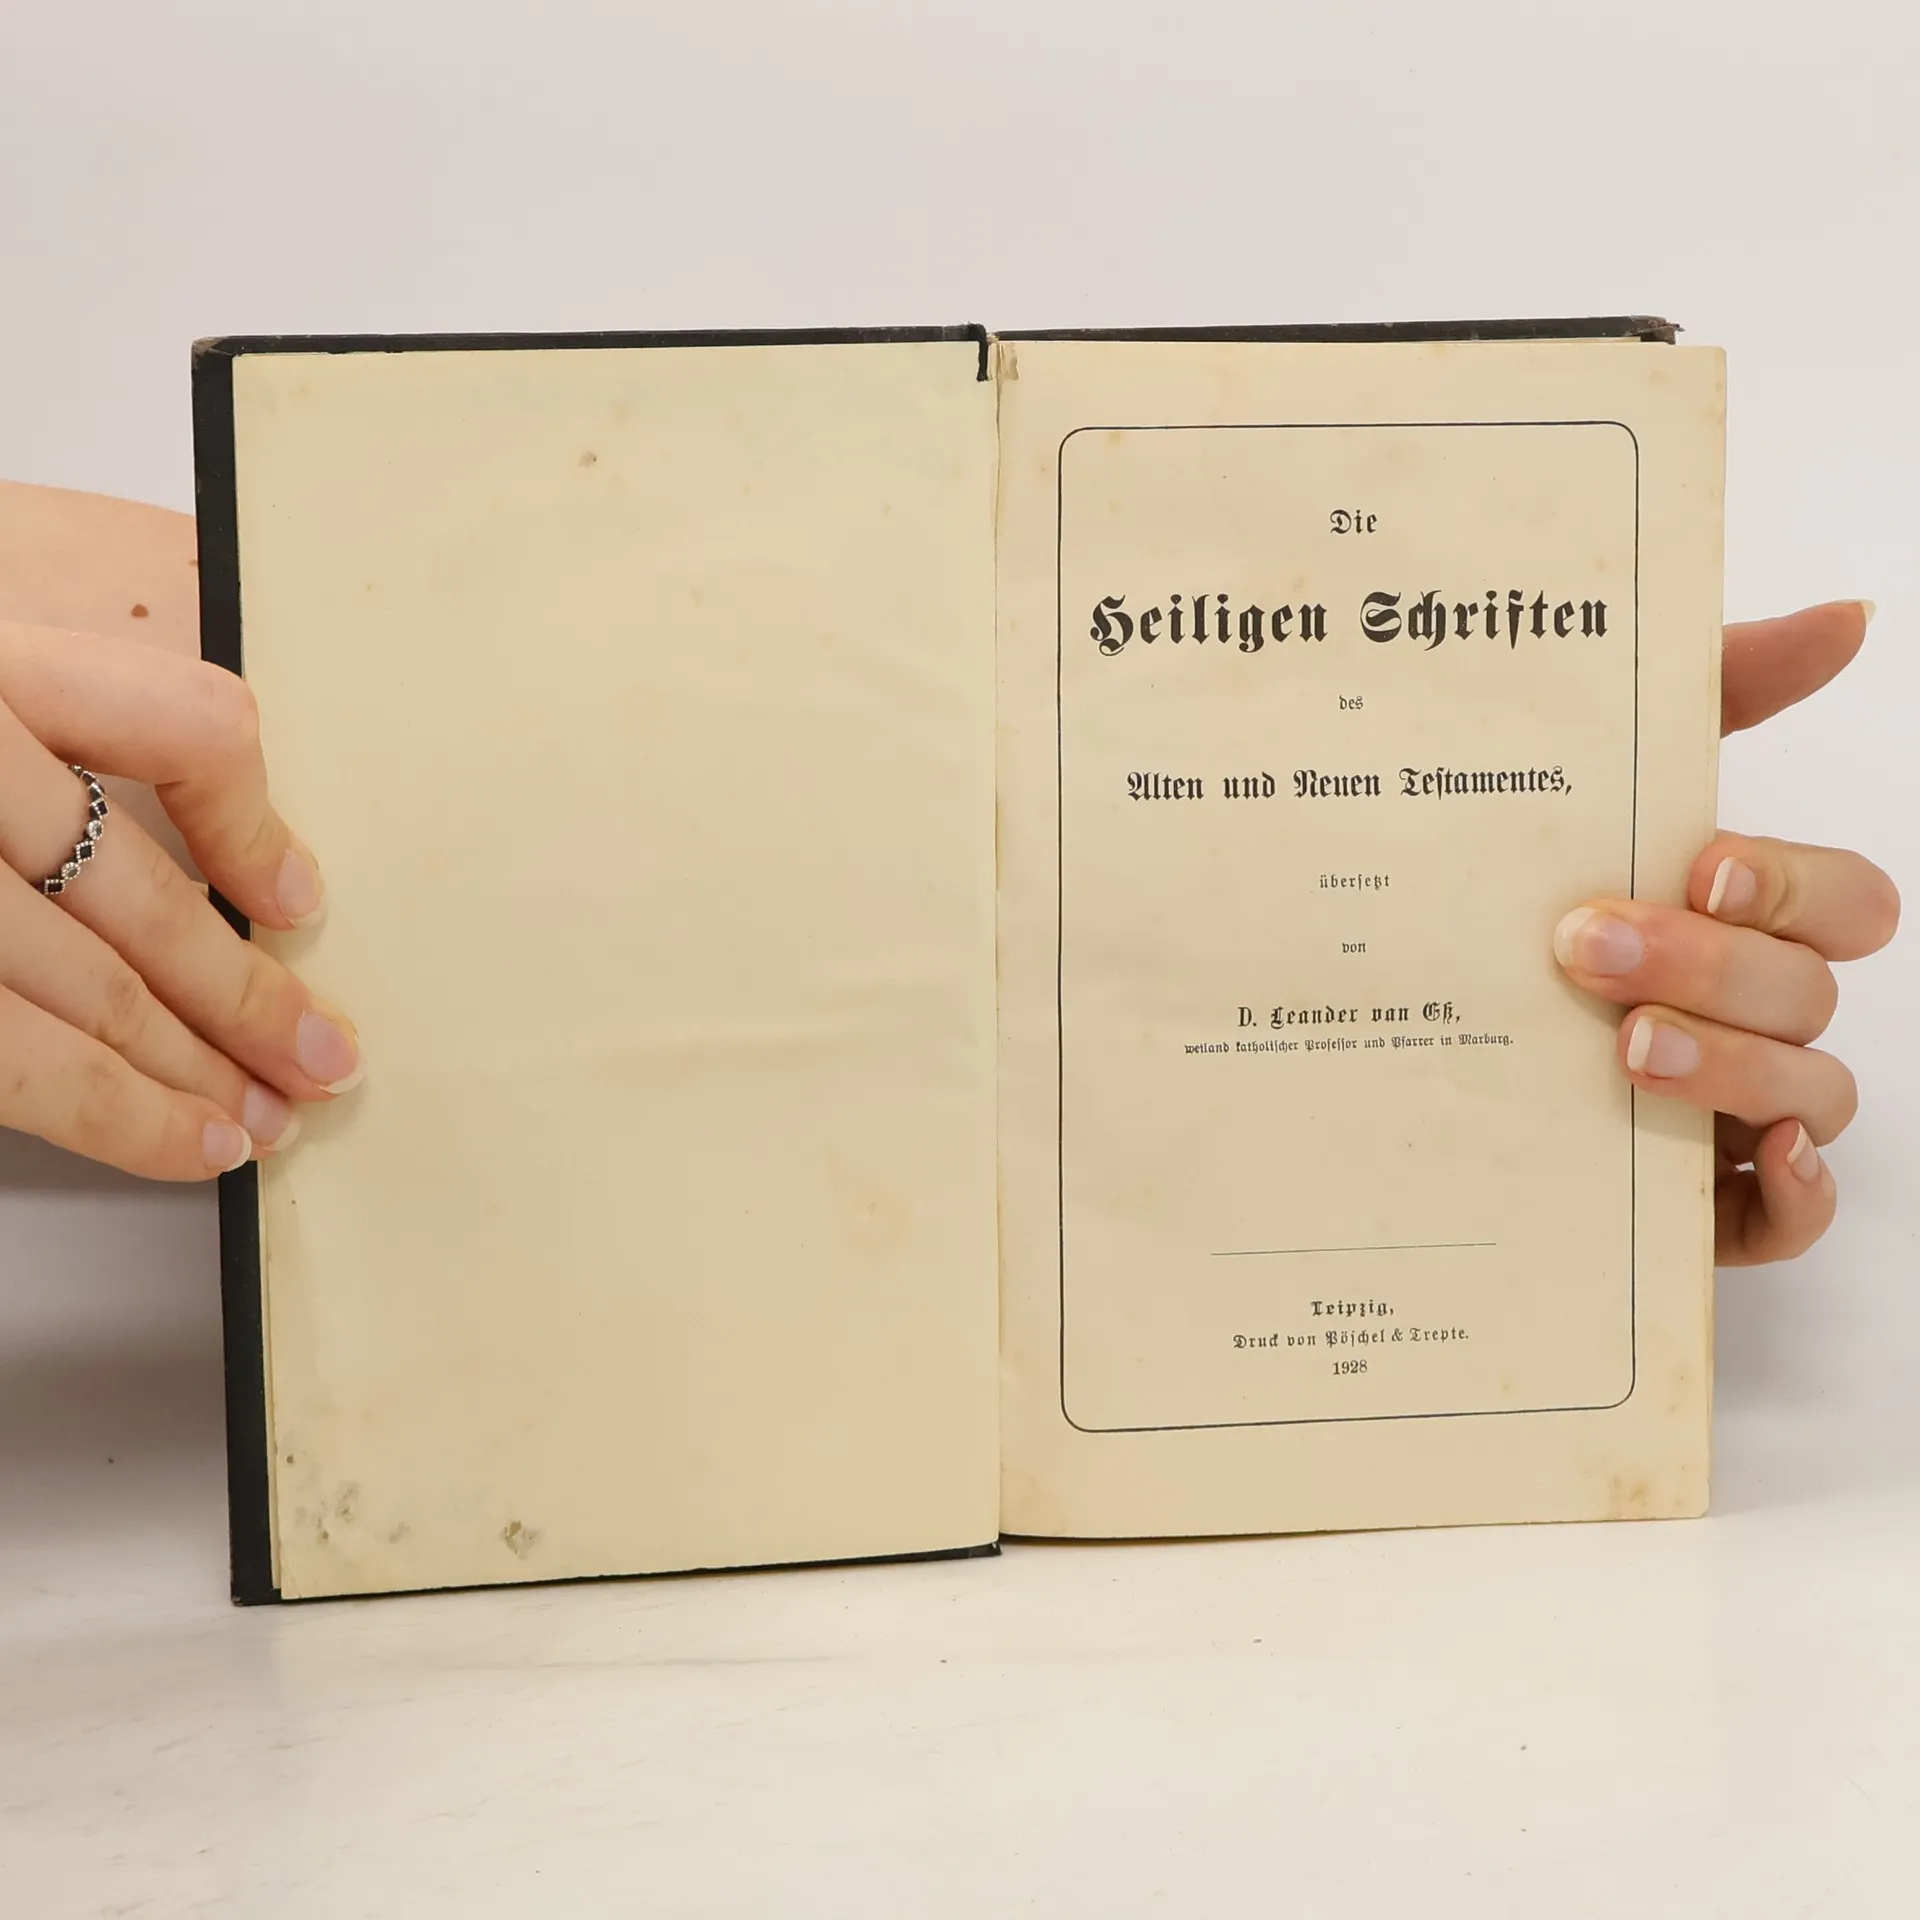 Die
Heiligen Schriften
des
Alten und Neuen Teſtamentes,
überſetzt
von
D. Leander van Eß,
weiland katholiſcher Profeſſor und Pfarrer in Marburg.
Leipzig,
Druck von Pöſchel & Trepte.
1928